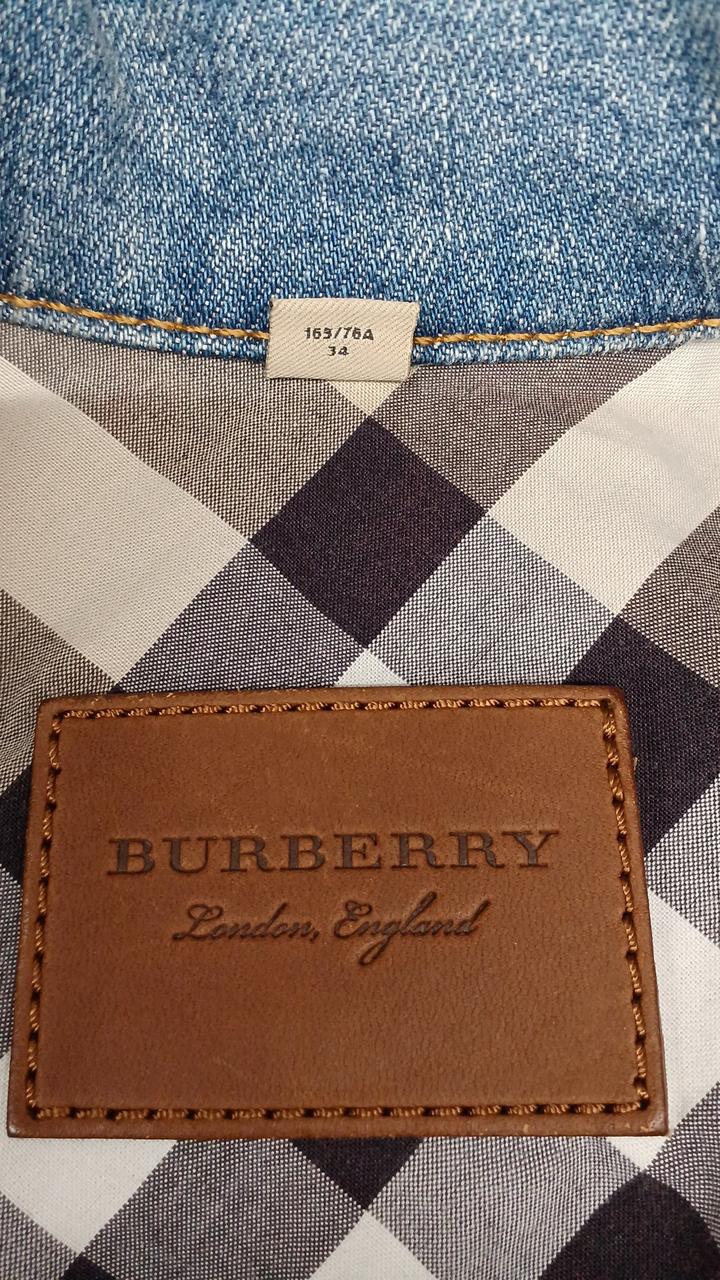 165/76A
34
BURBERRY
London, England